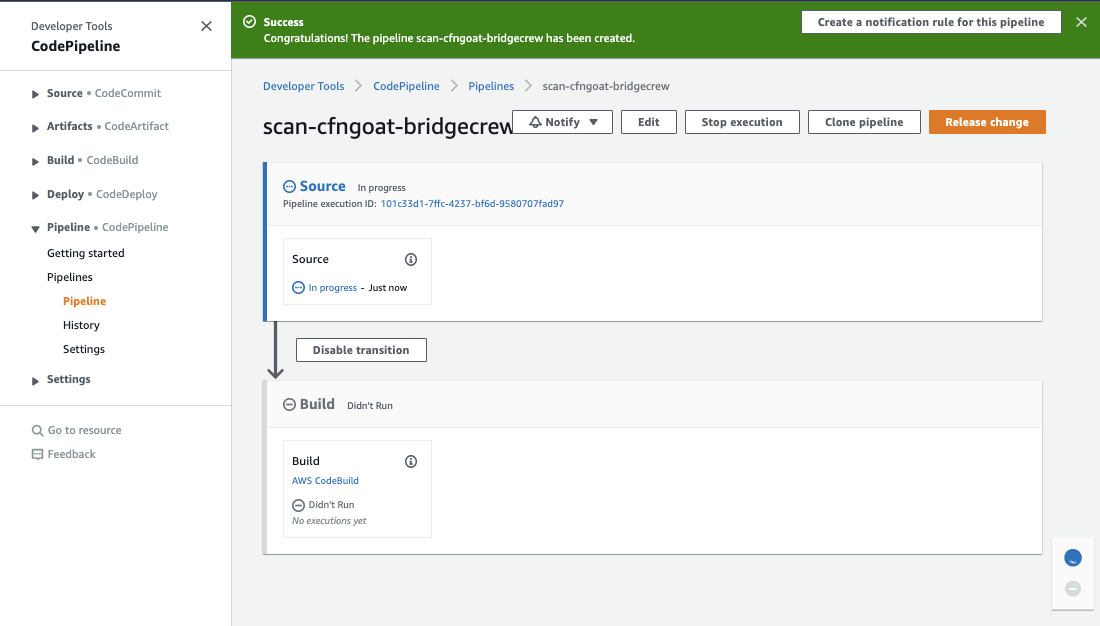 Developer Tools
CodePipeline
Source • CodeCommit
Artifacts • CodeArtifact
Build • CodeBuild
Deploy • CodeDeploy
Pipeline • CodePipeline
Getting started
Pipelines
Pipeline
History
Settings
Settings
Go to resource
Feedback
Success
Congratulations! The pipeline scan-cfngoat-bridgecrew has been created.
Create a notification rule for this pipeline
Developer Tools > CodePipeline > Pipelines > scan-cfngoat-bridgecrew
scan-cfngoat-bridgecrew
Notify
Edit
Stop execution
Clone pipeline
Release change
Source In progress
Pipeline execution ID: 101c33d1-7ffc-4237-bf6d-9580707fad97
Source
In progress - Just now
Disable transition
Build Didn't Run
Build
AWS CodeBuild
Didn't Run
No executions yet